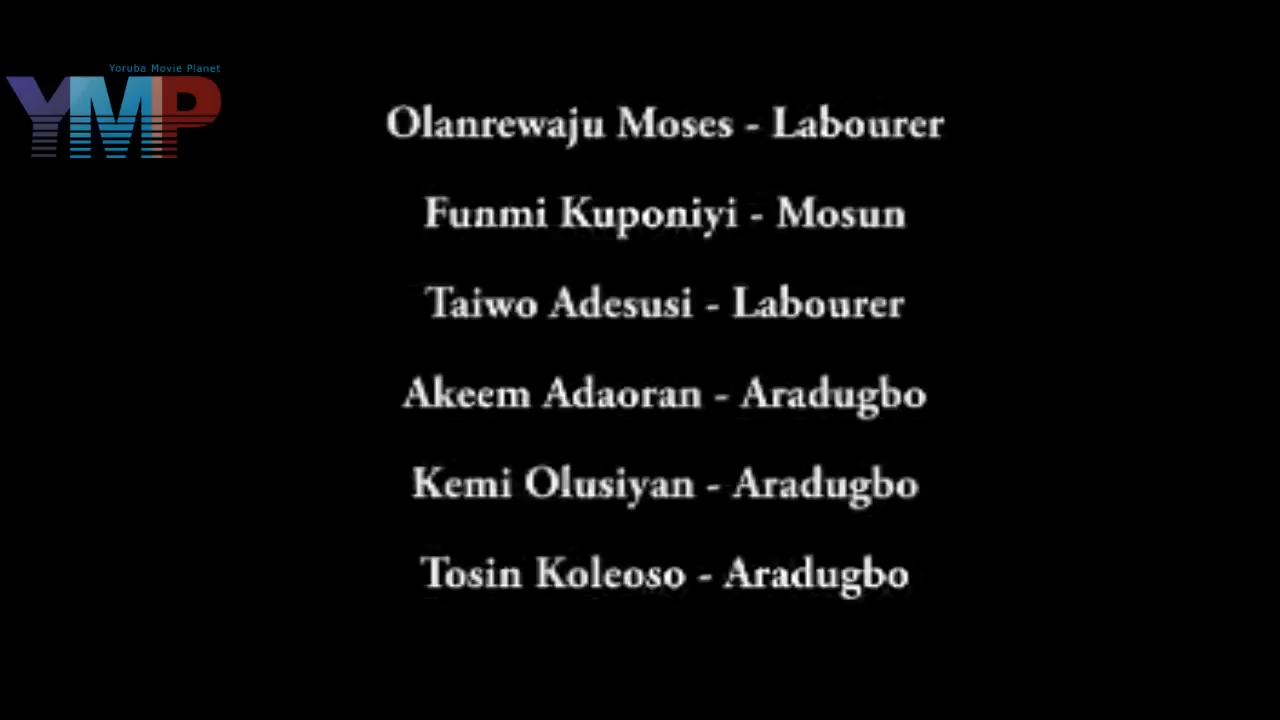 Yoruba Movie Planet
YMP
Olanrewaju Moses - Labourer
Funmi Kuponiyi - Mosun
Taiwo Adesusi - Labourer
Akeem Adaoran - Aradugbo
Kemi Olusiyan - Aradugbo
Tosin Koleoso - Aradugbo